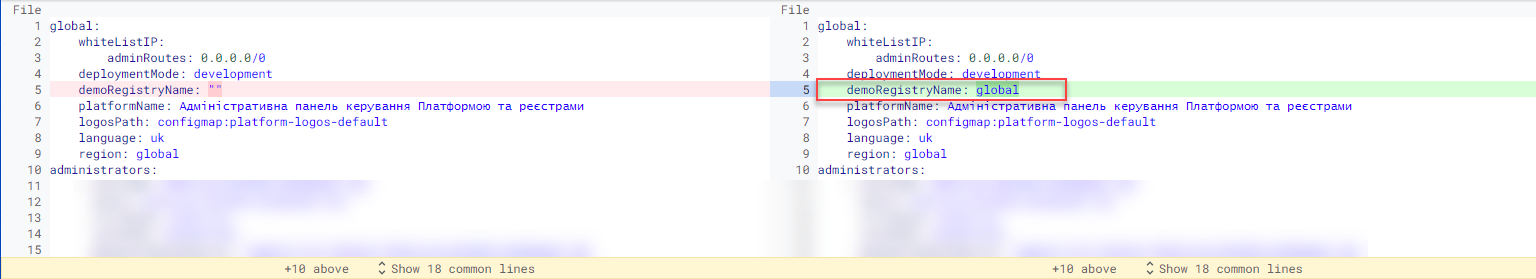 File
1 global:
2 whiteListIP:
3 adminRoutes: 0.0.0.0/0
4 deploymentMode: development
5 demoRegistryName: ""
6 platformName: Адміністративна панель керування Платформою та реєстрами
7 logosPath: configmap:platform-logos-default
8 language: uk
9 region: global
10 administrators:
11
12
13
14
15
+10 above Show 18 common lines
File
1 global:
2 whiteListIP:
3 adminRoutes: 0.0.0.0/0
4 deploymentMode: development
5 demoRegistryName: global
6 platformName: Адміністративна панель керування Платформою та реєстрами
7 logosPath: configmap:platform-logos-default
8 language: uk
9 region: global
10 administrators:
+10 above Show 18 common lines